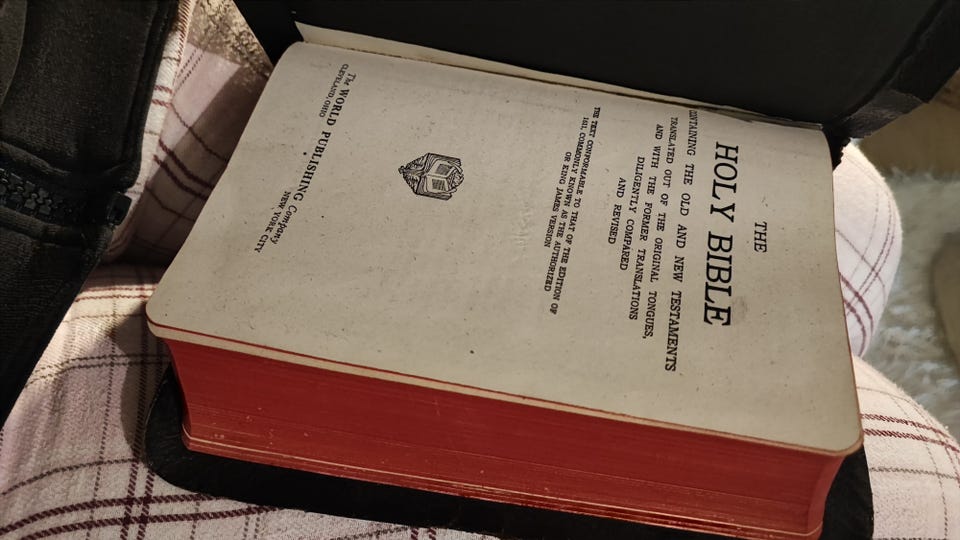 THE
HOLY BIBLE
CONTAINING THE OLD AND NEW TESTAMENTS
TRANSLATED OUT OF THE ORIGINAL TONGUES,
AND WITH THE FORMER TRANSLATIONS
DILIGENTLY COMPARED
AND REVISED
THE TEXT CONFORMABLE TO THAT OF THE EDITION OF
1611, COMMONLY KNOWN AS THE AUTHORIZED
OR KING JAMES VERSION
The WORLD PUBLISHING Company
CLEVELAND, OHIO NEW YORK CITY